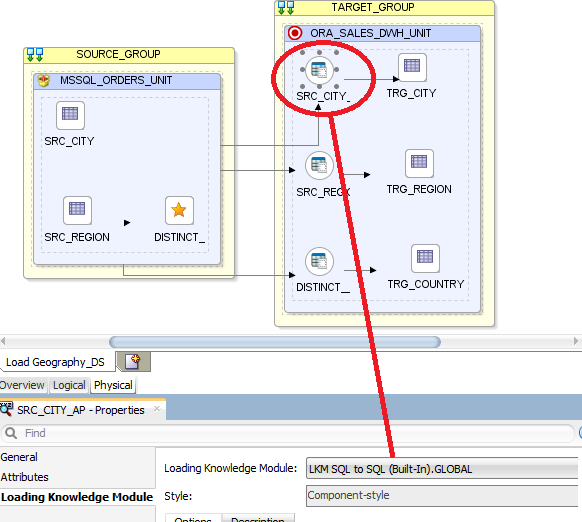 TARGET_GROUP
ORA_SALES_DWH_UNIT
SOURCE_GROUP
MSSQL_ORDERS_UNIT
SRC_CITY_
TRG_CITY
SRC_CITY
SRC_REGI
TRG_REGION
SRC_REGION
DISTINCT_
DISTINCT__
TRG_COUNTRY
Load Geography_DS
Overview
Logical
Physical
SRC_CITY_AP - Properties
Find
General
Attributes
Loading Knowledge Module
Loading Knowledge Module:
LKM SQL to SQL (Built-In).GLOBAL
Style:
Component-style
Options
Description